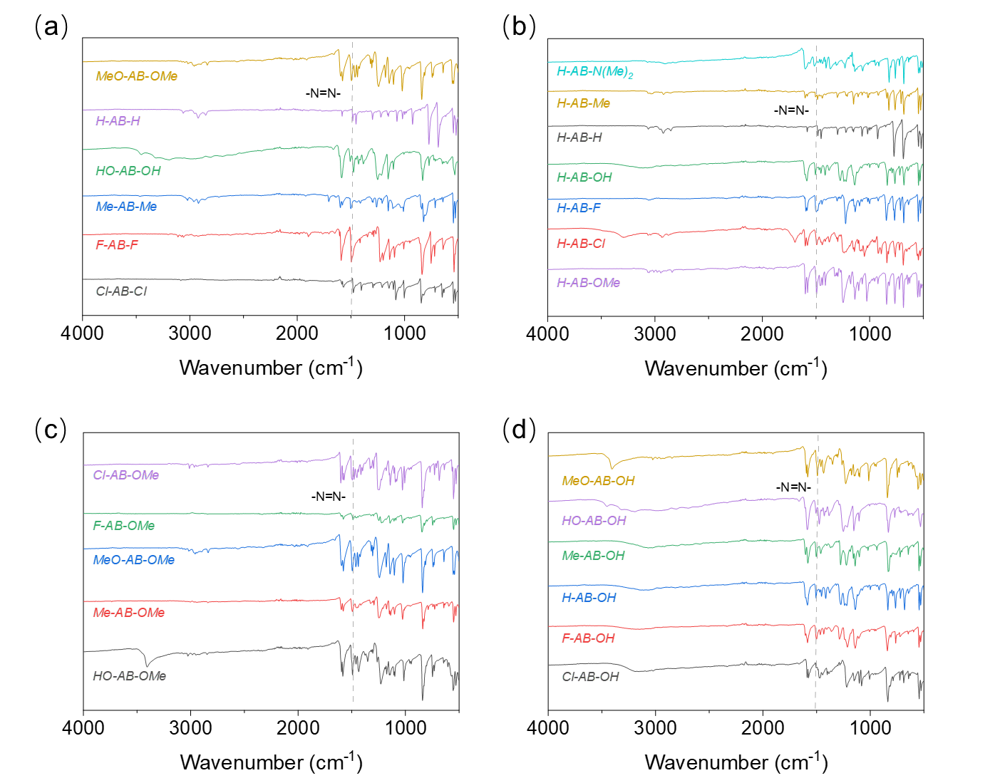 (a)
MeO-AB-OMe
-N=N-
H-AB-H
HO-AB-OH
Me-AB-Me
F-AB-F
Cl-AB-Cl
4000 3000 2000 1000
Wavenumber (cm-1)
(b)
H-AB-N(Me)2
H-AB-Me
-N=N-
H-AB-H
H-AB-OH
H-AB-F
H-AB-Cl
H-AB-OMe
4000 3000 2000 1000
Wavenumber (cm-1)
(c)
Cl-AB-OMe
-N=N-
F-AB-OMe
MeO-AB-OMe
Me-AB-OMe
HO-AB-OMe
4000 3000 2000 1000
Wavenumber (cm-1)
(d)
MeO-AB-OH
-N=N-
HO-AB-OH
Me-AB-OH
H-AB-OH
F-AB-OH
Cl-AB-OH
4000 3000 2000 1000
Wavenumber (cm-1)